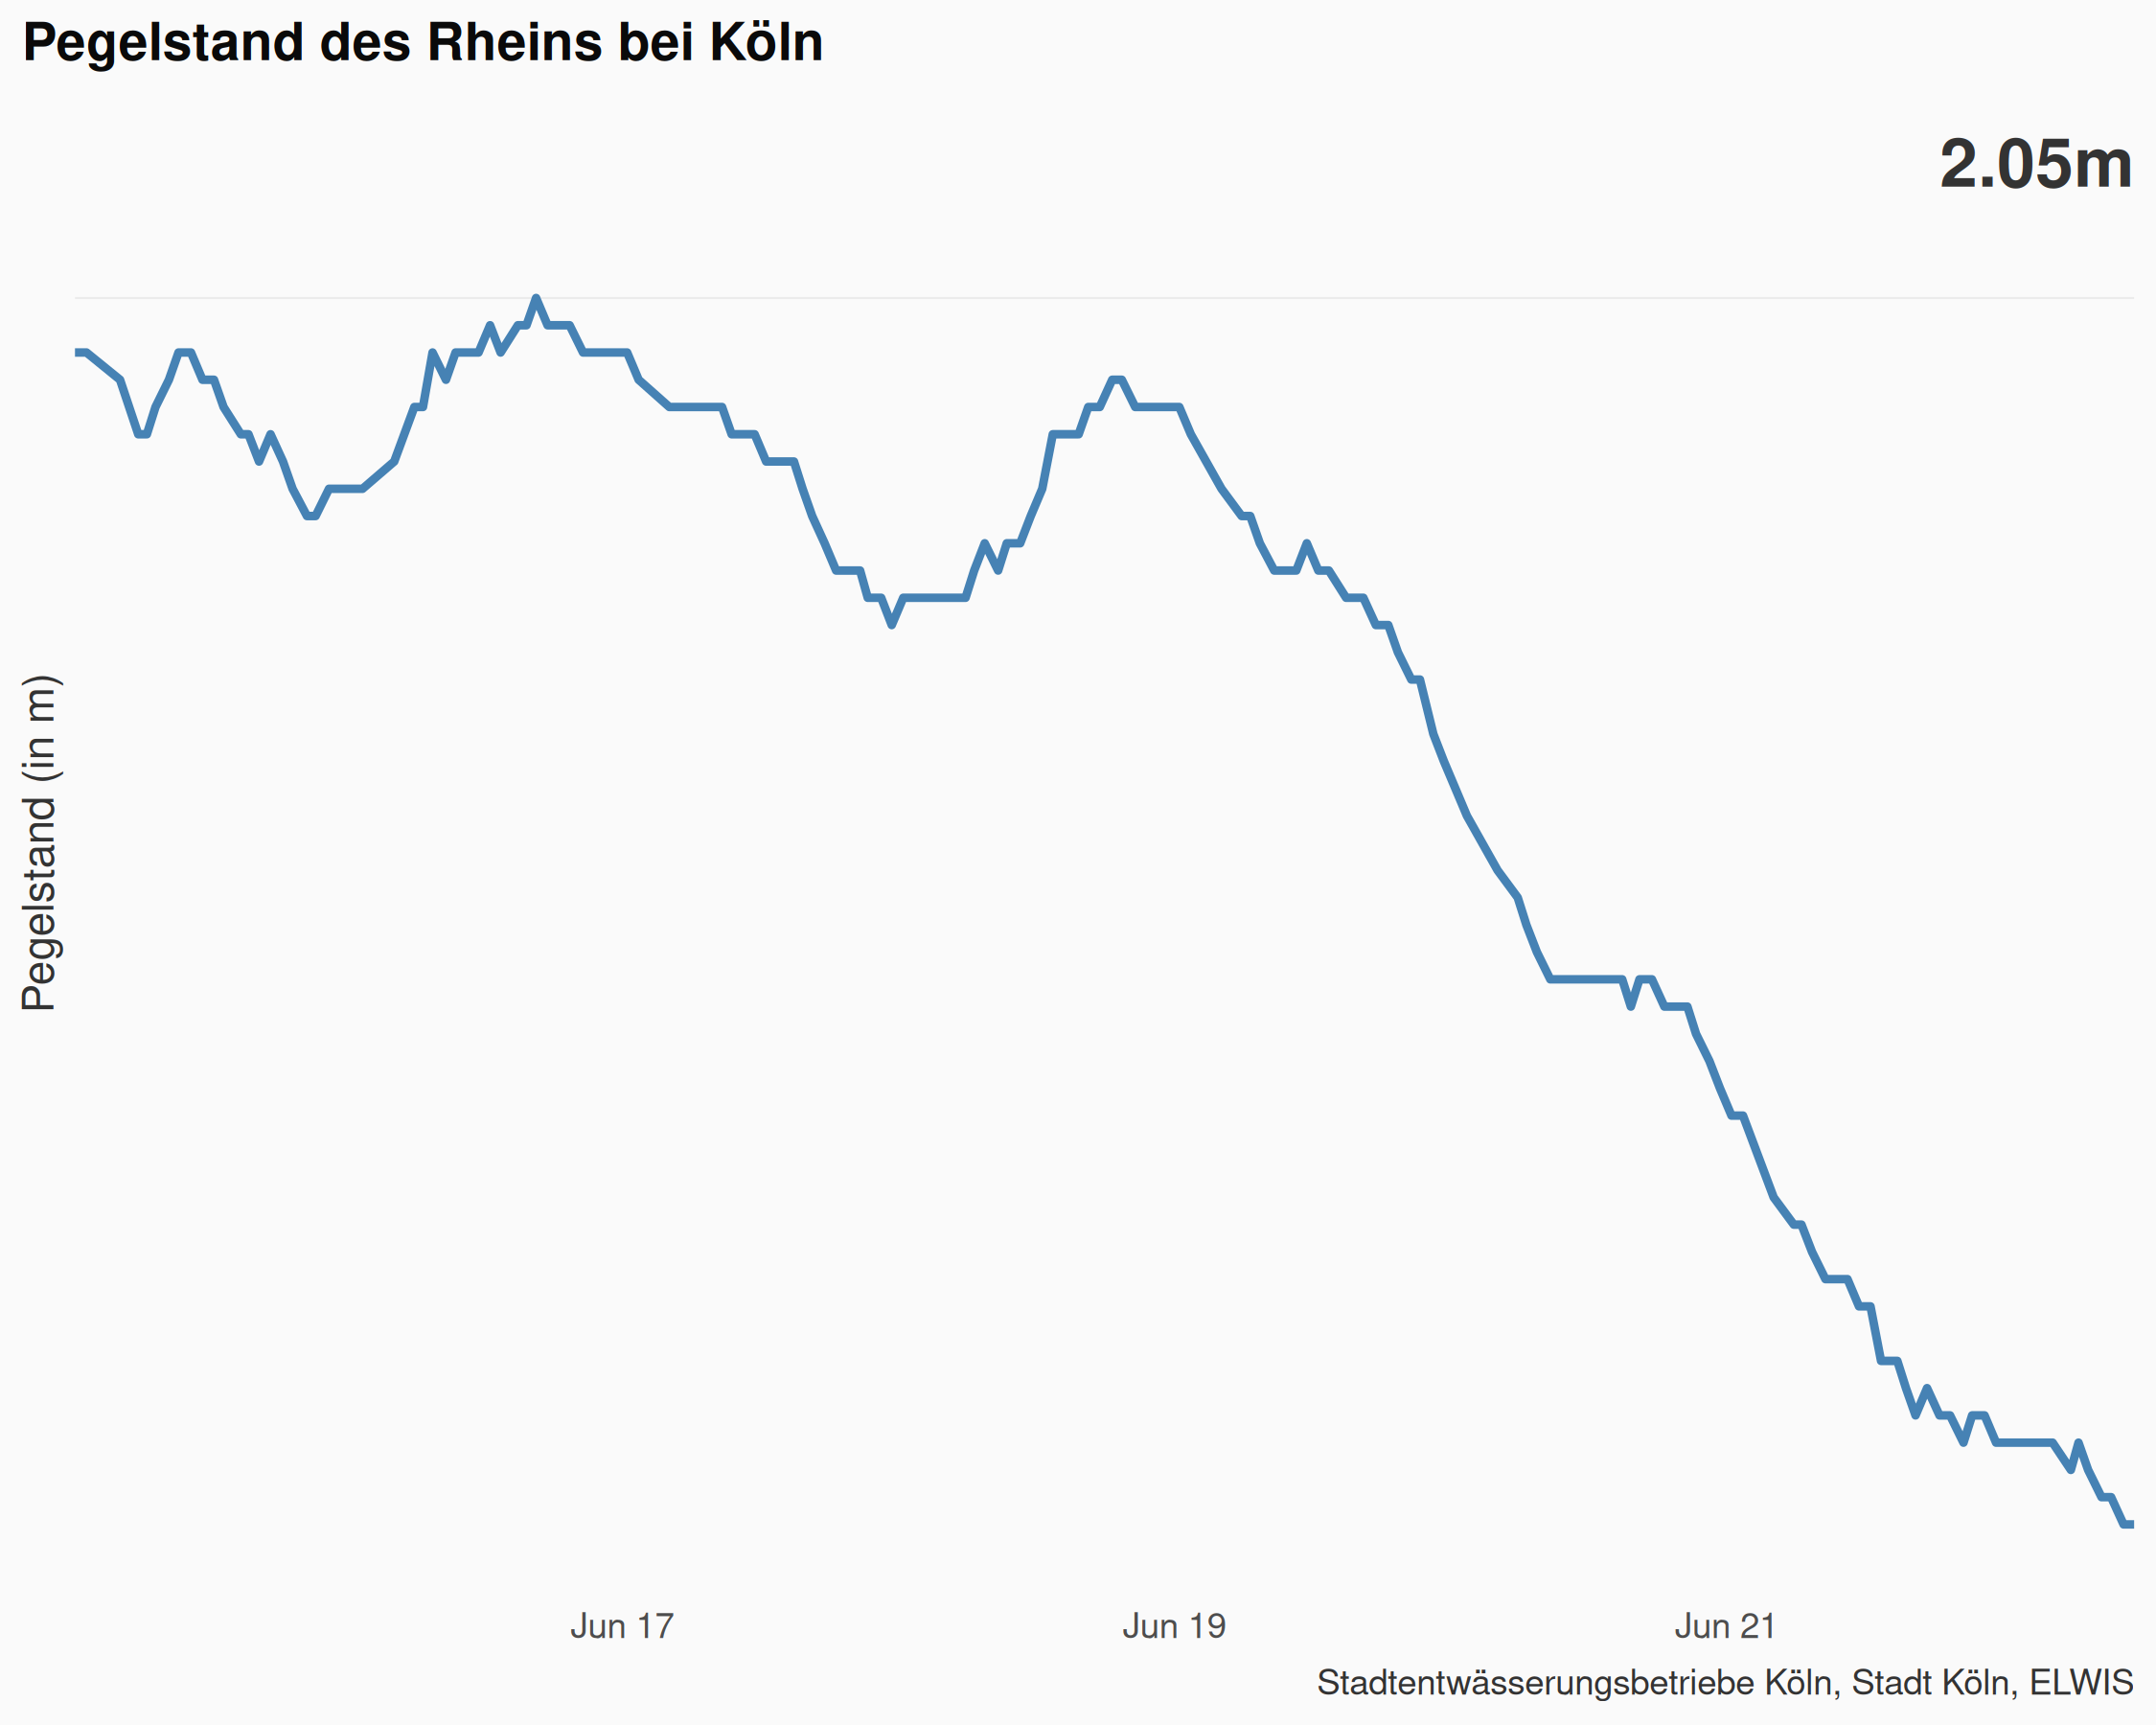 Pegelstand des Rheins bei Köln
2.05m
Pegelstand (in m)
Jun 17
Jun 19
Jun 21
Stadtentwässerungsbetriebe Köln, Stadt Köln, ELWIS